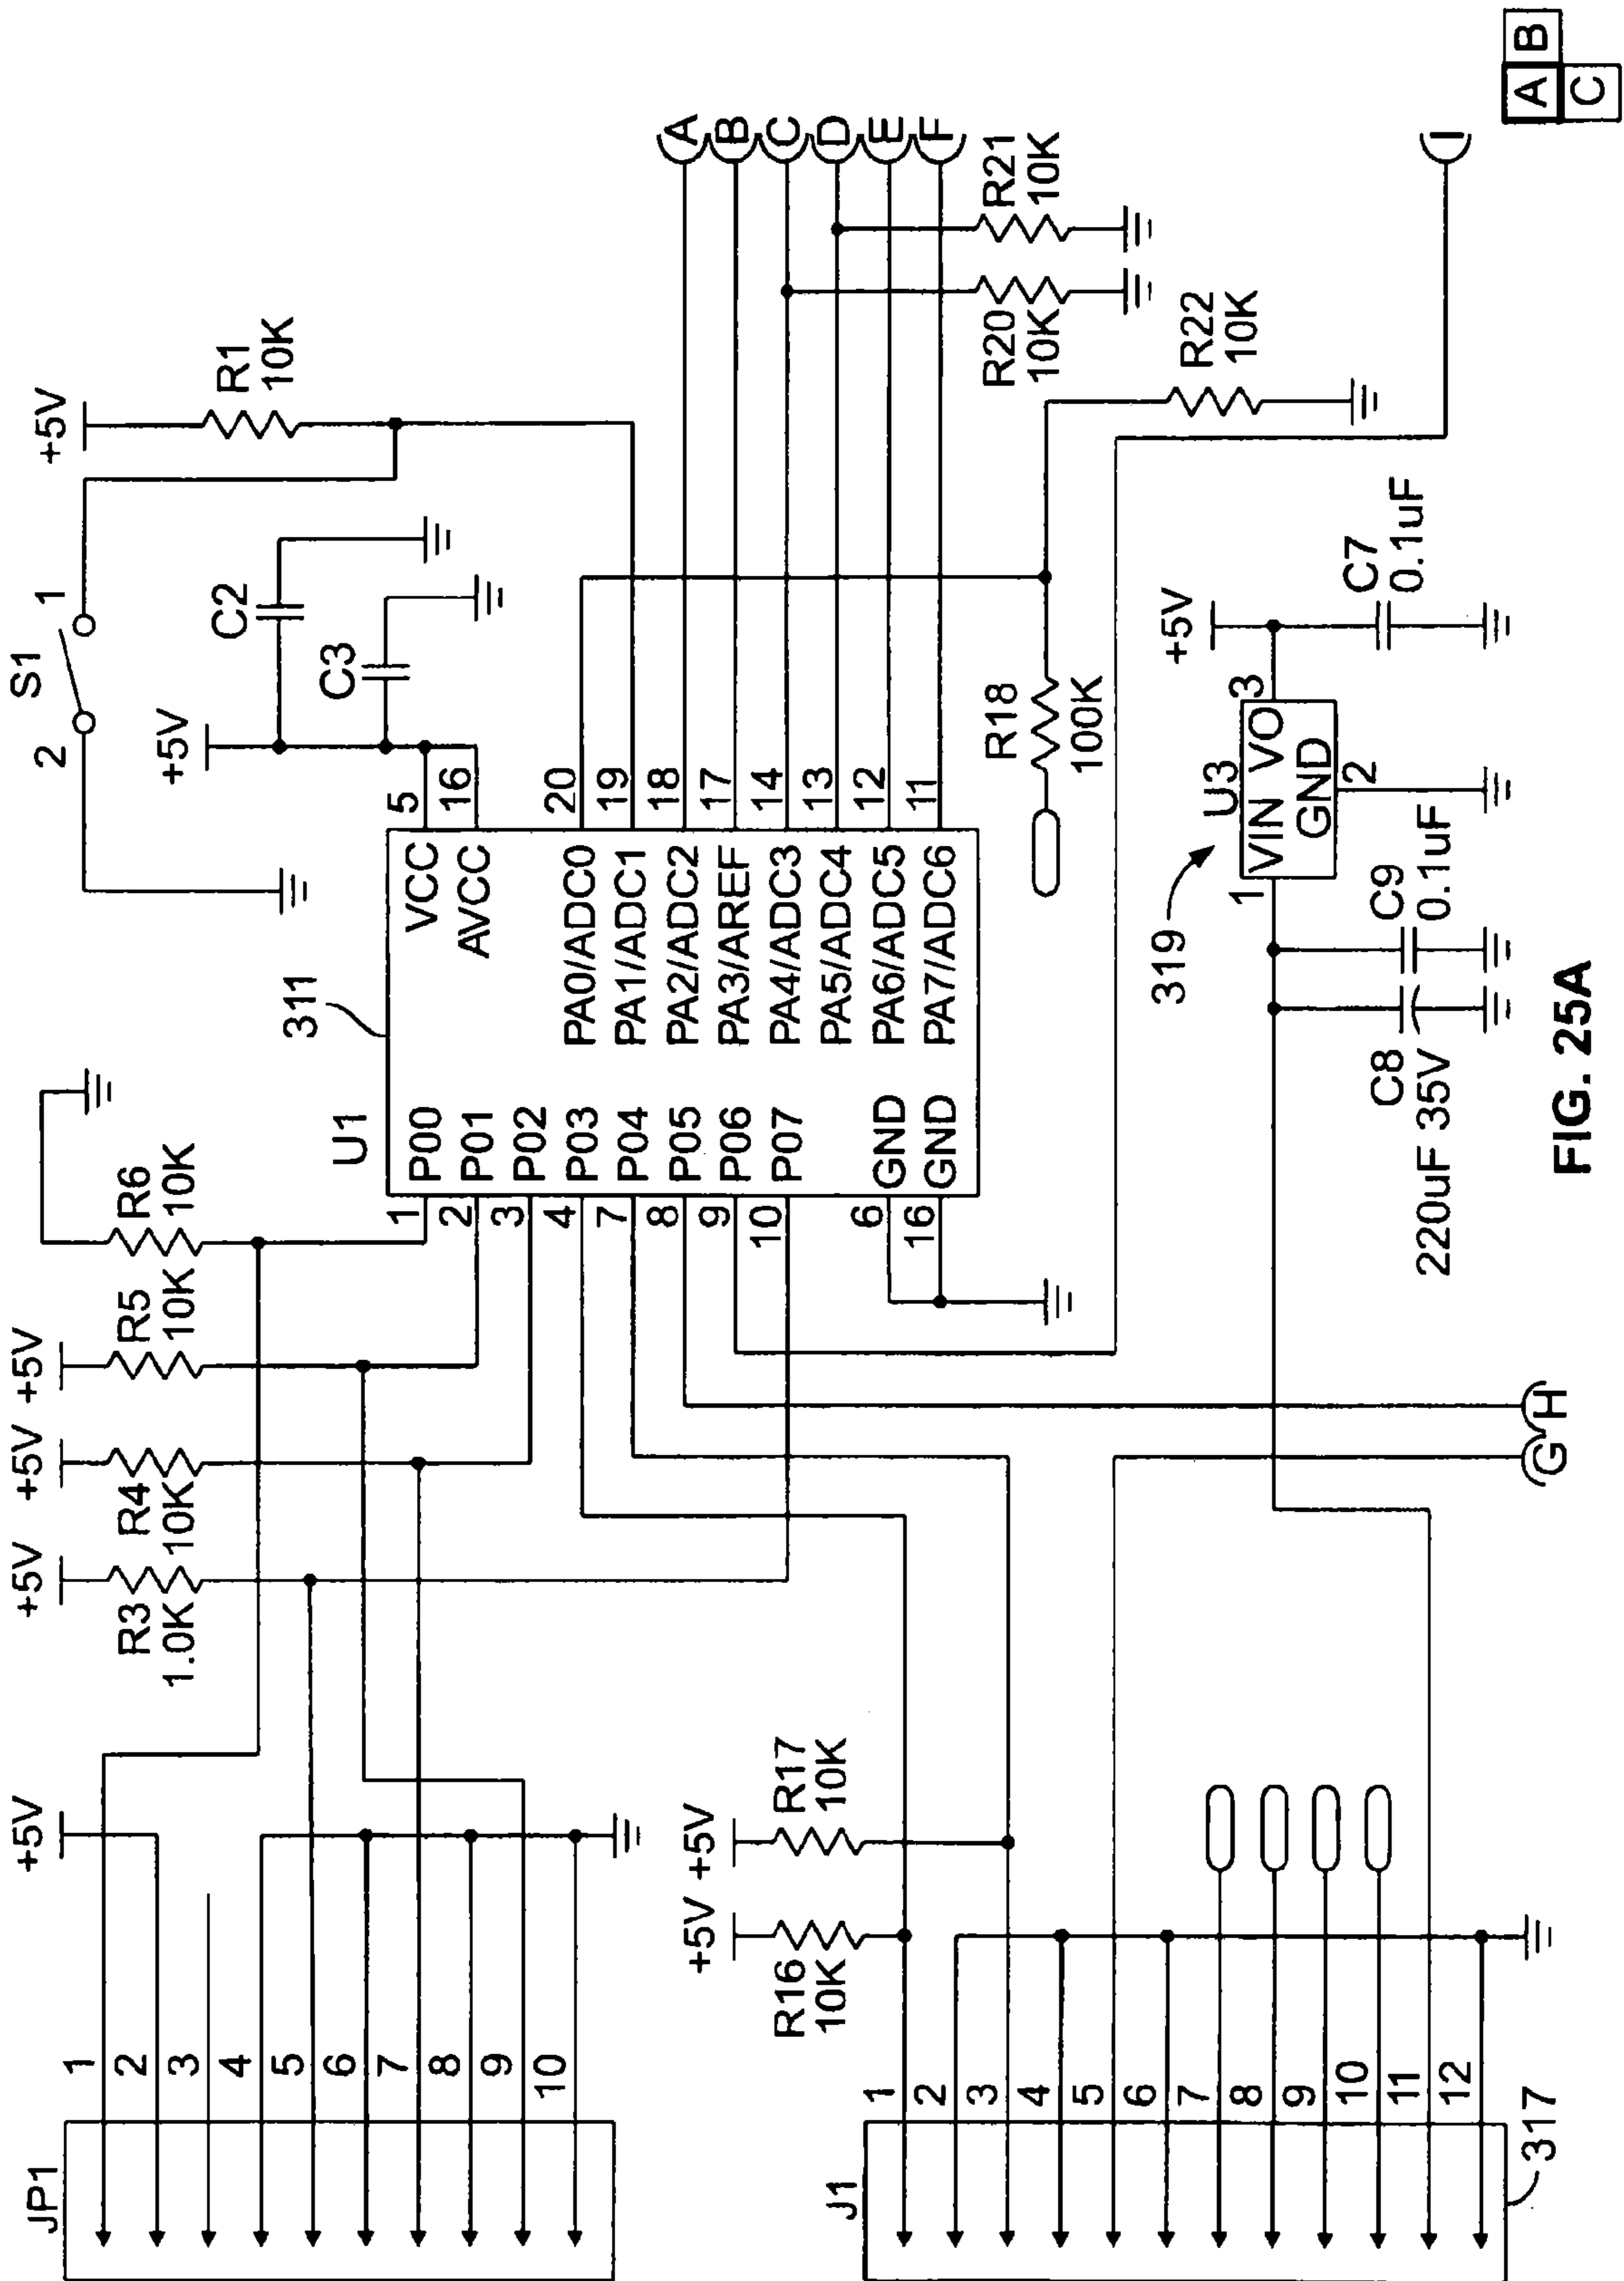 +5V
+5V
+5V
+5V
+5V
JP1
1
2
3
4
5
6
7
8
9
10
R3
1.0K
R4
10K
R5
10K
R6
10K
S1
2
1
+5V
R1
10K
C2
C3
+5V
U1
311
P00
P01
P02
P03
P04
P05
P06
P07
GND
GND
1
2
3
4
7
8
9
10
6
16
VCC
AVCC
PA0/ADC0
PA1/ADC1
PA2/ADC2
PA3/AREF
PA4/ADC3
PA5/ADC4
PA6/ADC5
PA7/ADC6
5
16
20
19
18
17
14
13
12
11
A
B
C
D
E
F
R20
10K
R21
10K
R22
10K
R18
100K
+5V
+5V
R16
10K
R17
10K
J1
1
2
3
4
5
6
7
8
9
10
11
12
317
319
U3
VIN
VO
GND
1
3
2
+5V
C7
0.1uF
C9
0.1uF
C8
220uF 35V
G
H
I
A
B
C
FIG. 25A